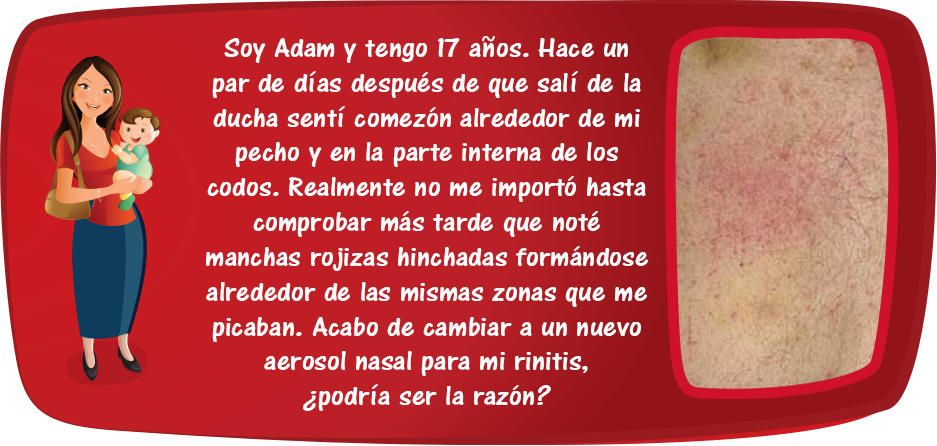 Soy Adam y tengo 17 años. Hace un
par de días después de que salí de la
ducha sentí comezón alrededor de mi
pecho y en la parte interna de los
codos. Realmente no me importó hasta
comprobar más tarde que noté
manchas rojizas hinchadas formándose
alrededor de las mismas zonas que me
picaban. Acabo de cambiar a un nuevo
aerosol nasal para mi rinitis,
¿podría ser la razón?